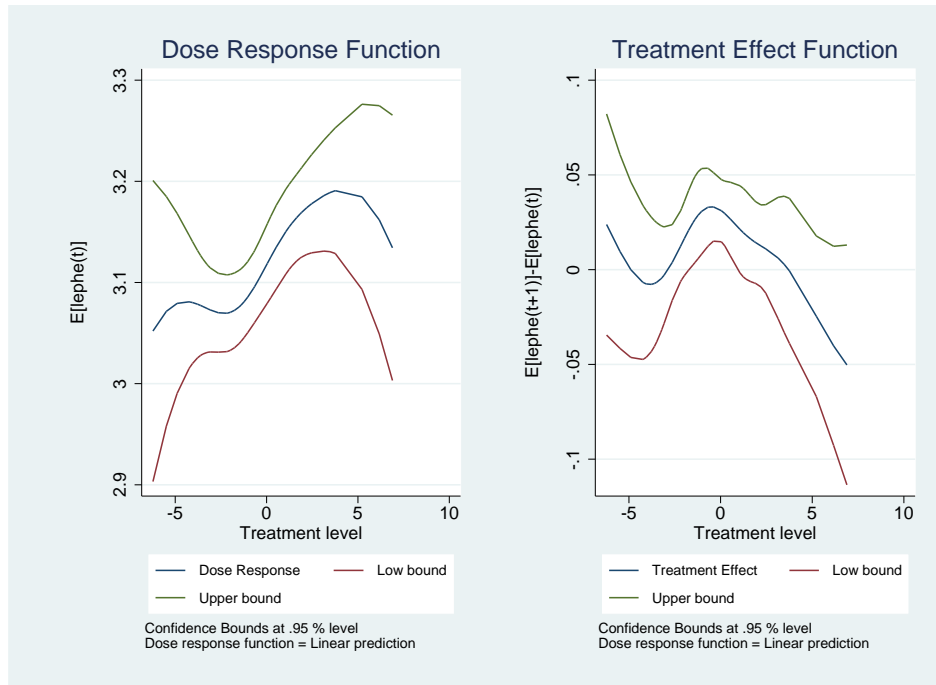 Dose Response Function
E[lephe(t)]
3.3
3.2
3.1
3
2.9
-5
0
5
10
Treatment level
Dose Response
Low bound
Upper bound
Confidence Bounds at .95 % level
Dose response function = Linear prediction
Treatment Effect Function
E[lephe(t+1)]-E[lephe(t)]
.1
.05
0
-.05
-.1
-5
0
5
10
Treatment level
Treatment Effect
Low bound
Upper bound
Confidence Bounds at .95 % level
Dose response function = Linear prediction